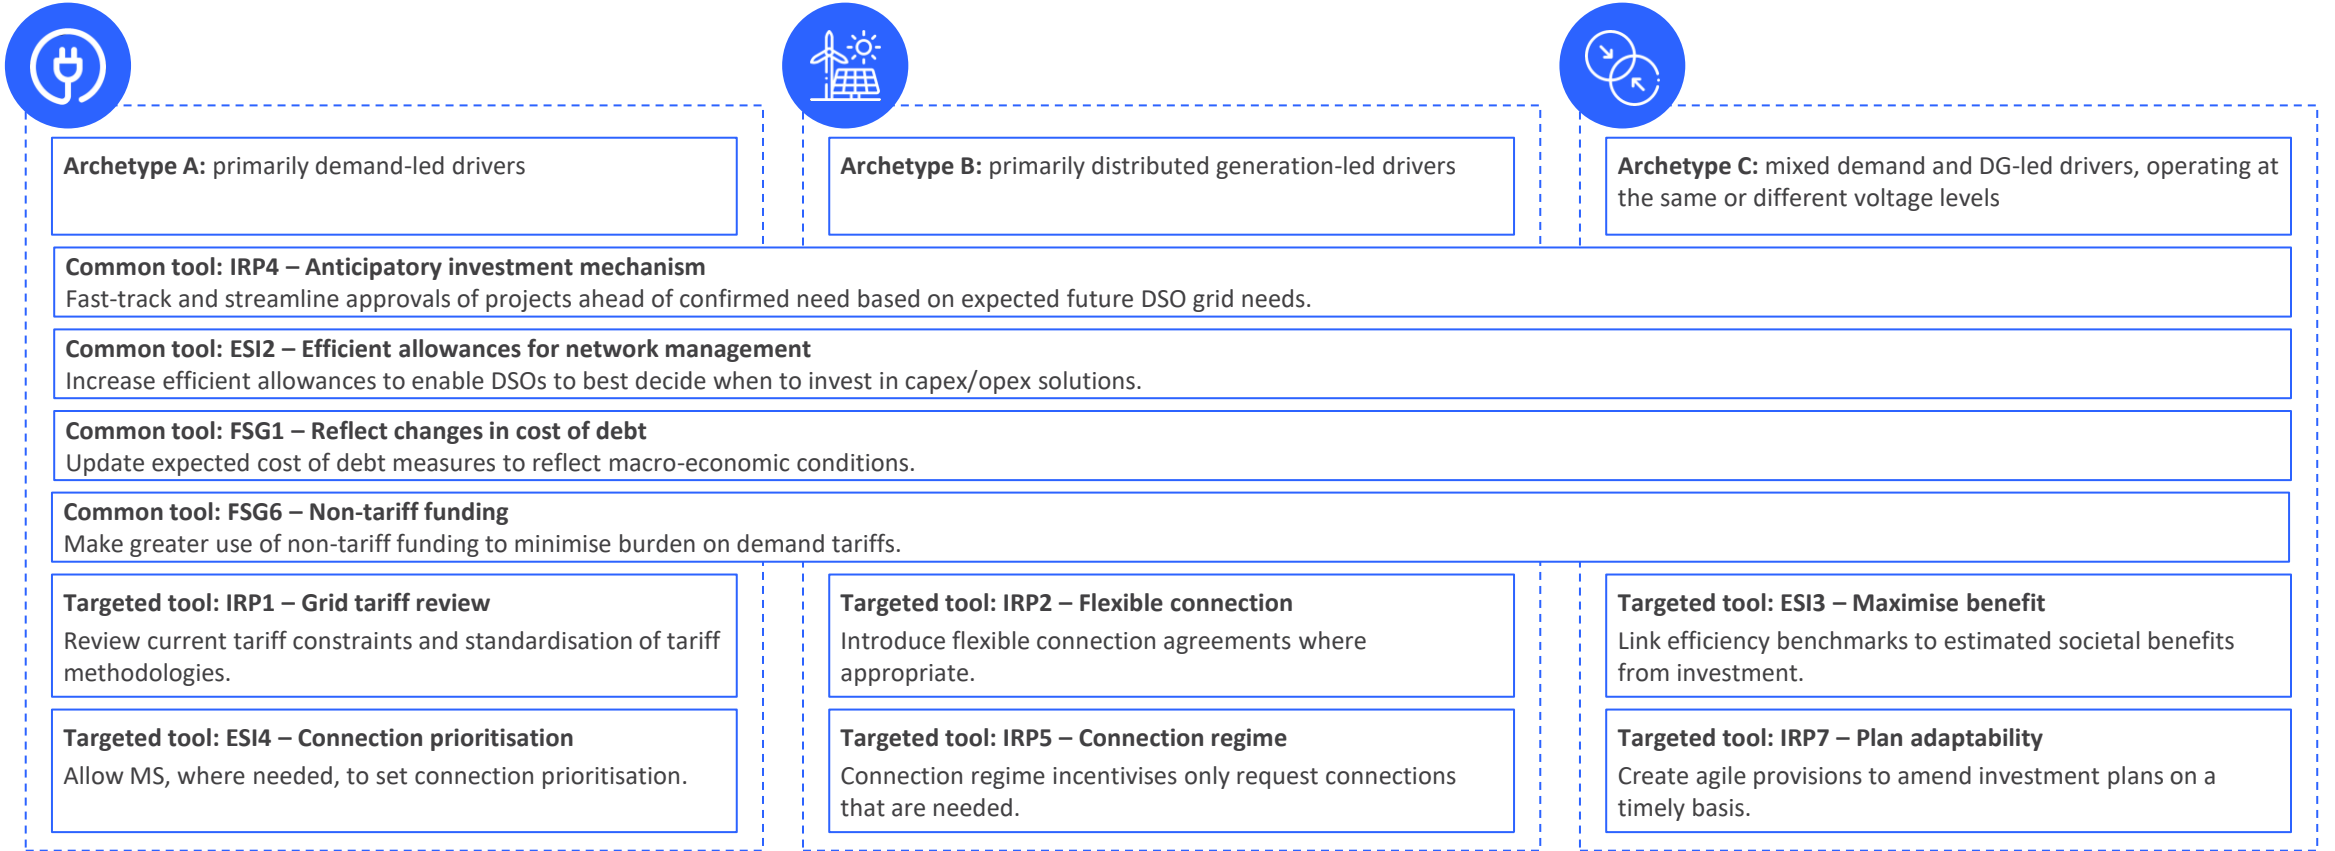 Archetype A: primarily demand-led drivers
Archetype B: primarily distributed generation-led drivers
Archetype C: mixed demand and DG-led drivers, operating at
the same or different voltage levels
Common tool: IRP4 – Anticipatory investment mechanism
Fast-track and streamline approvals of projects ahead of confirmed need based on expected future DSO grid needs.
Common tool: ESI2 – Efficient allowances for network management
Increase efficient allowances to enable DSOs to best decide when to invest in capex/opex solutions.
Common tool: FSG1 – Reflect changes in cost of debt
Update expected cost of debt measures to reflect macro-economic conditions.
Common tool: FSG6 – Non-tariff funding
Make greater use of non-tariff funding to minimise burden on demand tariffs.
Targeted tool: IRP1 – Grid tariff review
Review current tariff constraints and standardisation of tariff
methodologies.
Targeted tool: IRP2 – Flexible connection
Introduce flexible connection agreements where
appropriate.
Targeted tool: ESI3 – Maximise benefit
Link efficiency benchmarks to estimated societal benefits
from investment.
Targeted tool: ESI4 – Connection prioritisation
Allow MS, where needed, to set connection prioritisation.
Targeted tool: IRP5 – Connection regime
Connection regime incentivises only request connections
that are needed.
Targeted tool: IRP7 – Plan adaptability
Create agile provisions to amend investment plans on a
timely basis.